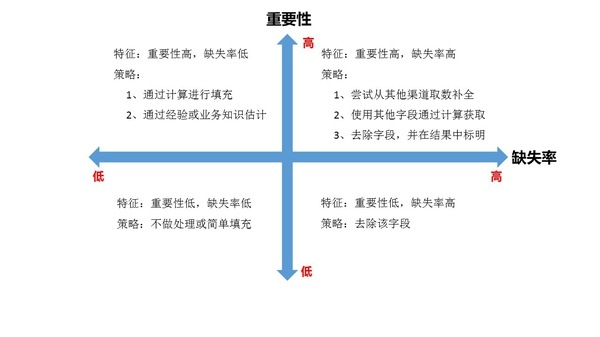 重要性
高
特征：重要性高，缺失率低
策略：
1、通过计算进行填充
2、通过经验或业务知识估计
特征：重要性高，缺失率高
策略：
1、尝试从其他渠道取数补全
2、使用其他字段通过计算获取
3、去除字段，并在结果中标明
缺失率
低
高
特征：重要性低，缺失率低
策略：不做处理或简单填充
特征：重要性低，缺失率高
策略：去除该字段
低